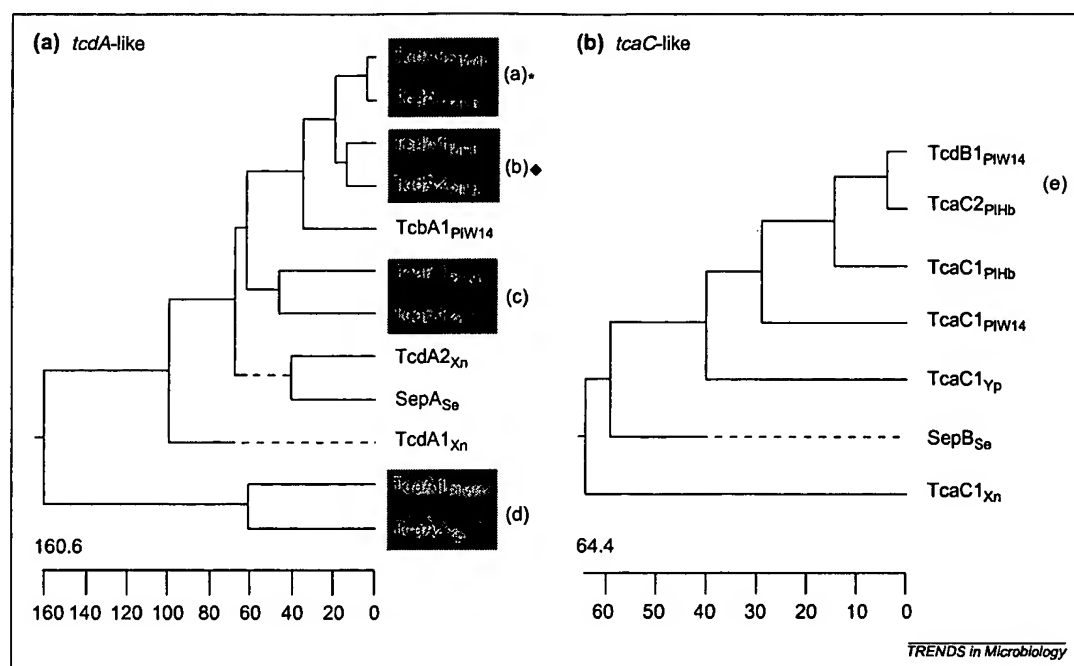 (a) tcdA-like
(a)*
(b)◆
TcbA1PlW14
(c)
TcdA2Xn
SepASe
TcdA1Xn
(d)
160.6
160 140 120 100 80 60 40 20 0
(b) tcaC-like
TcdB1PlW14
(e)
TcaC2PlHb
TcaC1PlHb
TcaC1PlW14
TcaC1Yp
SepBSe
TcaC1Xn
64.4
60 50 40 30 20 10 0
TRENDS in Microbiology